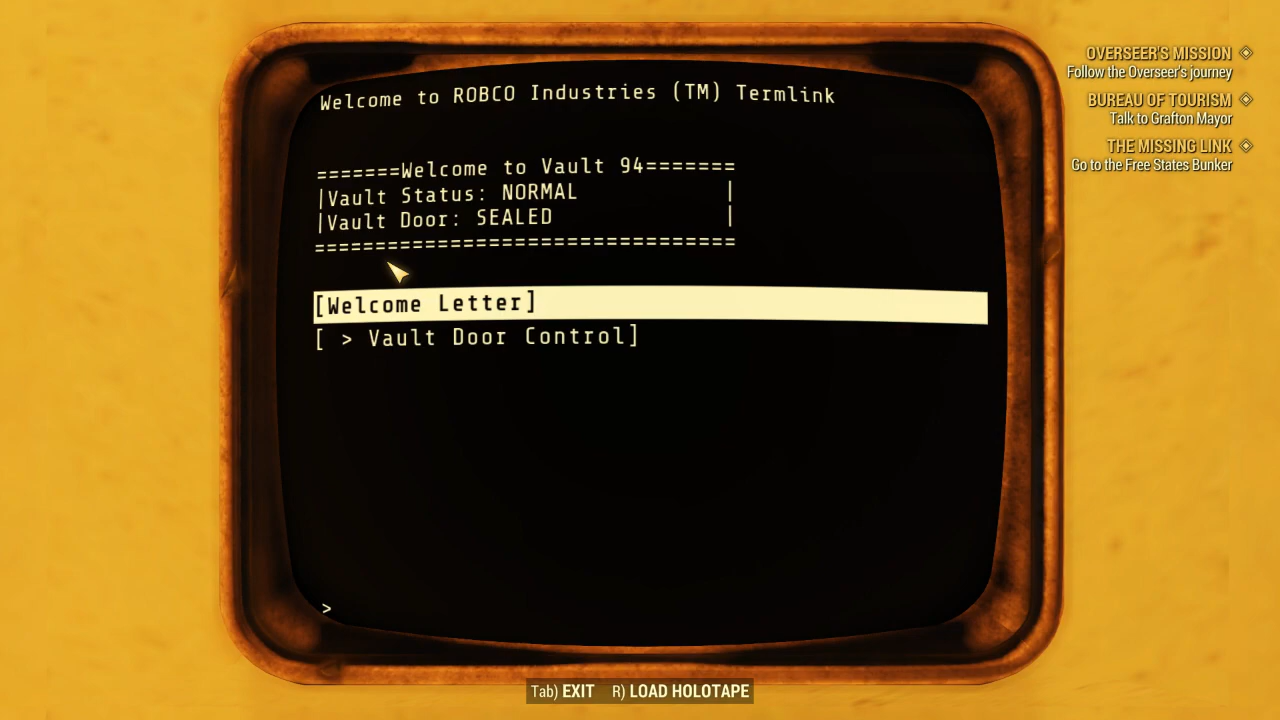 Welcome to ROBCO Industries (TM) Termlink
=======Welcome to Vault 94=======
|Vault Status: NORMAL |
|Vault Door: SEALED |
=================================
[Welcome Letter]
[ > Vault Door Control]
>
OVERSEER'S MISSION
Follow the Overseer's journey
BUREAU OF TOURISM
Talk to Grafton Mayor
THE MISSING LINK
Go to the Free States Bunker
Tab) EXIT R) LOAD HOLOTAPE